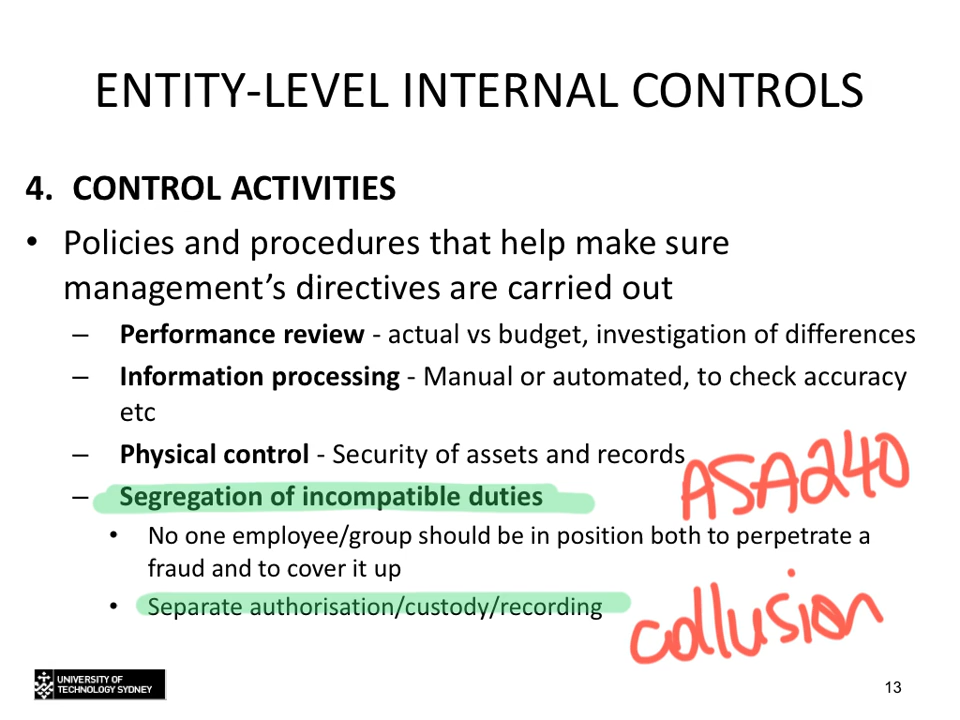 ENTITY-LEVEL INTERNAL CONTROLS
4. CONTROL ACTIVITIES
• Policies and procedures that help make sure
management’s directives are carried out
– Performance review - actual vs budget, investigation of differences
– Information processing - Manual or automated, to check accuracy
etc
– Physical control - Security of assets and records
ASA240
– Segregation of incompatible duties
• No one employee/group should be in position both to perpetrate a
fraud and to cover it up
• Separate authorisation/custody/recording
collusion
UNIVERSITY OF
TECHNOLOGY SYDNEY
13